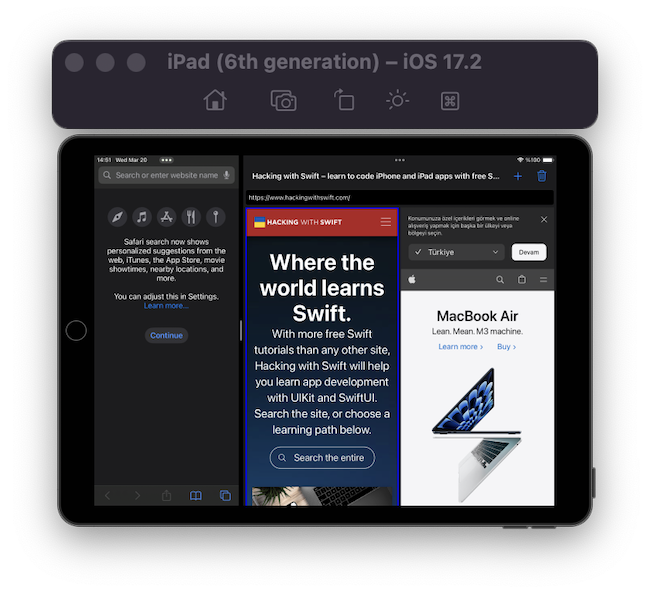 iPad (6th generation) – iOS 17.2
14:51 Wed Mar 20
%100
Search or enter website name
Safari search now shows
personalized suggestions from the
web, iTunes, the App Store, movie
showtimes, nearby locations, and
more.
You can adjust this in Settings.
Learn more...
Continue
Hacking with Swift – learn to code iPhone and iPad apps with free S...
https://www.hackingwithswift.com/
HACKING WITH SWIFT
Where the
world learns
Swift.
With more free Swift
tutorials than any other site,
Hacking with Swift will help
you learn app development
with UIKit and SwiftUI.
Search the site, or choose a
learning path below.
Search the entire
Konumunuza özel içerikleri görmek ve online
alışveriş yapmak için başka bir ülkeyi veya
bölgeyi seçin.
Türkiye
Devam
MacBook Air
Lean. Mean. M3 machine.
Learn more >
Buy >